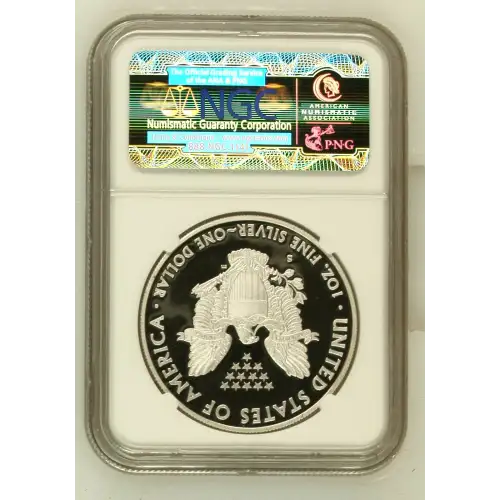 The Official Grading Service
of the ANA & PNG
NGC
Numismatic Guaranty Corporation
AMERICAN
NUMISMATIC
ASSOCIATION
PNG
UNITED STATES OF AMERICA
1 OZ. FINE SILVER~ONE DOLLAR
S